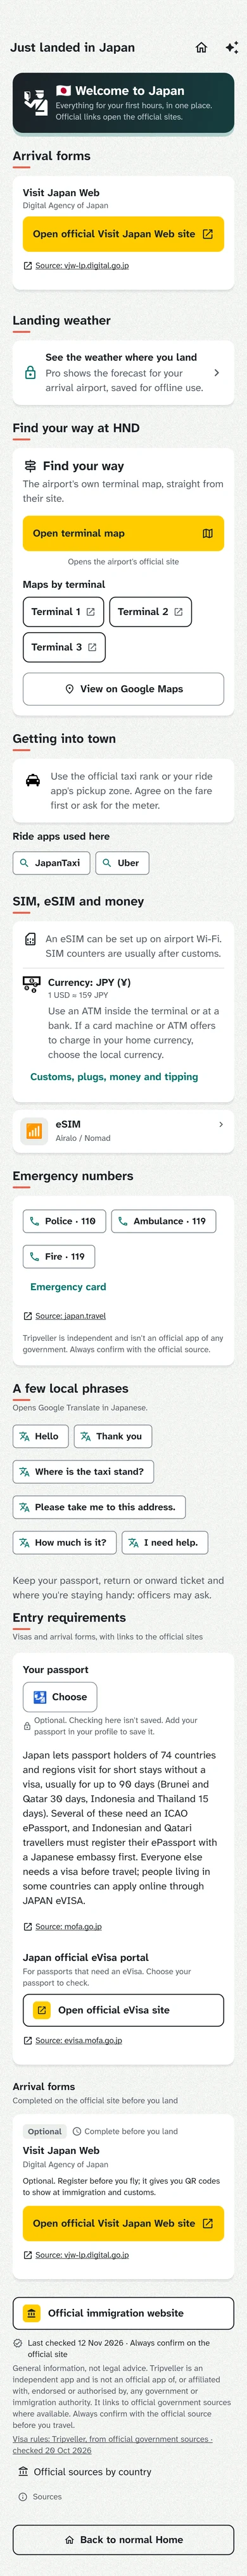 Just landed in Japan
🇯🇵 Welcome to Japan
Everything for your first hours, in one place.
Official links open the official sites.
Arrival forms
Visit Japan Web
Digital Agency of Japan
Open official Visit Japan Web site
Source: vjw-lp.digital.go.jp
Landing weather
See the weather where you land
Pro shows the forecast for your
arrival airport, saved for offline use.
Find your way at HND
Find your way
The airport's own terminal map, straight from
their site.
Open terminal map
Opens the airport's official site
Maps by terminal
Terminal 1
Terminal 2
Terminal 3
View on Google Maps
Getting into town
Use the official taxi rank or your ride
app's pickup zone. Agree on the fare
first or ask for the meter.
Ride apps used here
JapanTaxi
Uber
SIM, eSIM and money
An eSIM can be set up on airport Wi-Fi.
SIM counters are usually after customs.
Currency: JPY (¥)
1 USD ≈ 159 JPY
Use an ATM inside the terminal or at a
bank. If a card machine or ATM offers
to charge in your home currency,
choose the local currency.
Customs, plugs, money and tipping
eSIM
Airalo / Nomad
Emergency numbers
Police · 110
Ambulance · 119
Fire · 119
Emergency card
Source: japan.travel
Tripveller is independent and isn't an official app of any
government. Always confirm with the official source.
A few local phrases
Opens Google Translate in Japanese.
Hello
Thank you
Where is the taxi stand?
Please take me to this address.
How much is it?
I need help.
Keep your passport, return or onward ticket and
where you're staying handy: officers may ask.
Entry requirements
Visas and arrival forms, with links to the official sites
Your passport
🛂 Choose
Optional. Checking here isn't saved. Add your
passport in your profile to save it.
Japan lets passport holders of 74 countries
and regions visit for short stays without a
visa, usually for up to 90 days (Brunei and
Qatar 30 days, Indonesia and Thailand 15
days). Several of these need an ICAO
ePassport, and Indonesian and Qatari
travellers must register their ePassport with
a Japanese embassy first. Everyone else
needs a visa before travel; people living in
some countries can apply online through
JAPAN eVISA.
Source: mofa.go.jp
Japan official eVisa portal
For passports that need an eVisa. Choose your
passport to check.
Open official eVisa site
Source: evisa.mofa.go.jp
Arrival forms
Completed on the official site before you land
Optional
Complete before you land
Visit Japan Web
Digital Agency of Japan
Optional. Register before you fly; it gives you QR codes
to show at immigration and customs.
Open official Visit Japan Web site
Source: vjw-lp.digital.go.jp
Official immigration website
Last checked 12 Nov 2026 · Always confirm on the
official site
General information, not legal advice. Tripveller is an
independent app and is not an official app of, or affiliated
with, endorsed or authorised by, any government or
immigration authority. It links to official government sources
where available. Always confirm with the official source
before you travel.
Visa rules: Tripveller, from official government sources ·
checked 20 Oct 2026
Official sources by country
Sources
Back to normal Home